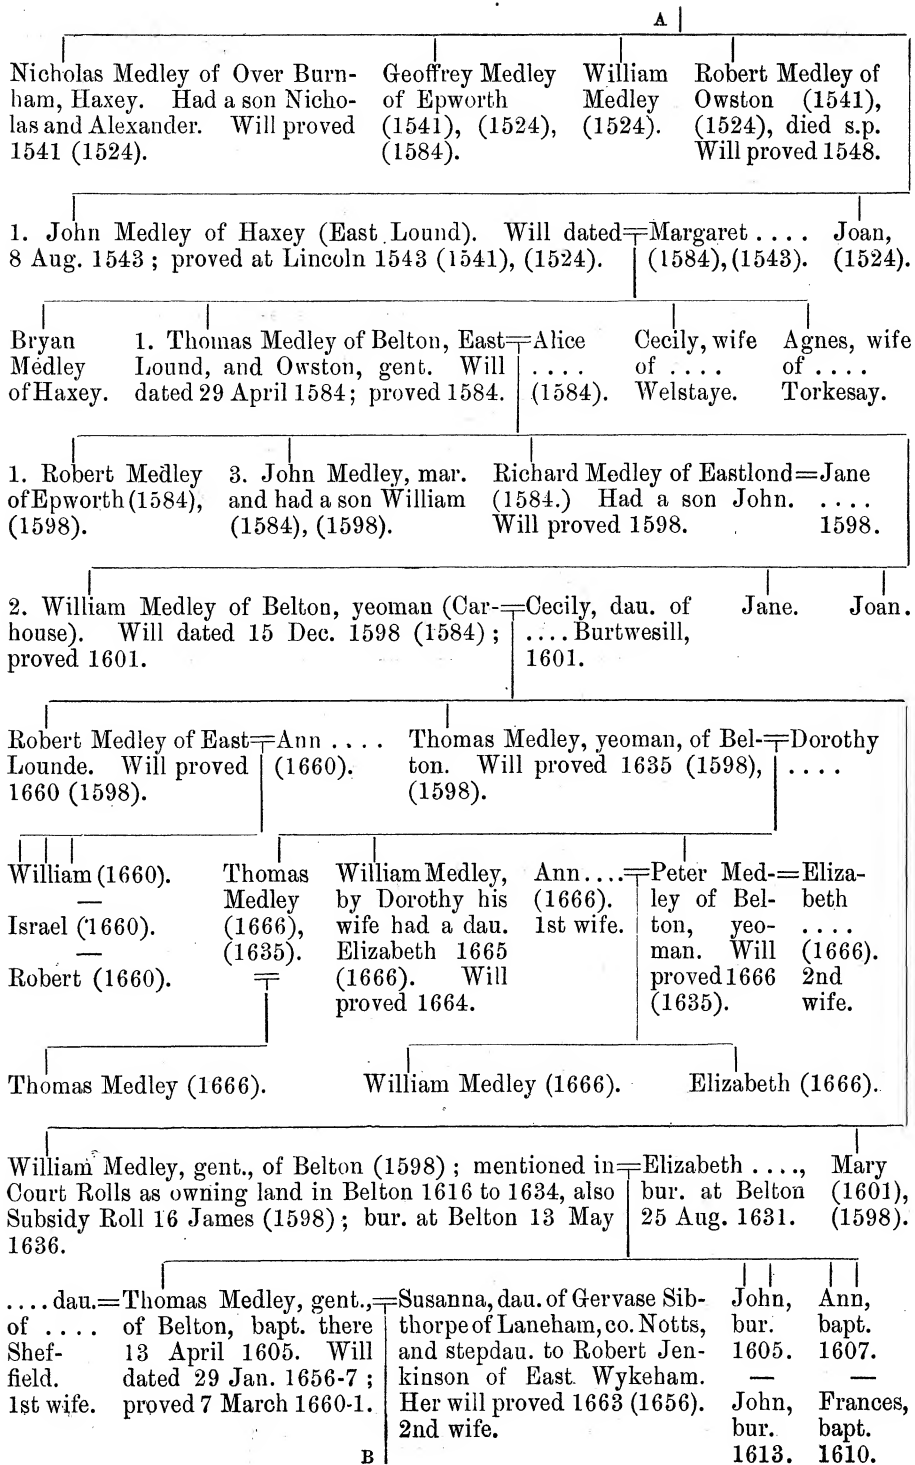 A
Nicholas Medley of Over Burn-
ham, Haxey. Had a son Nicho-
las and Alexander. Will proved
1541 (1524).
Geoffrey Medley
of Epworth
(1541), (1524),
(1584).
William
Medley
(1524).
Robert Medley of
Owston (1541),
(1524), died s.p.
Will proved 1548.
1. John Medley of Haxey (East Lound). Will dated
8 Aug. 1543; proved at Lincoln 1543 (1541), (1524).
Margaret ....
(1584), (1543).
Joan,
(1524).
Bryan
Medley
of Haxey.
1. Thomas Medley of Belton, East
Lound, and Owston, gent. Will
dated 29 April 1584; proved 1584.
Alice
....
(1584).
Cecily, wife
of ....
Welstaye.
Agnes, wife
of ....
Torkesay.
1. Robert Medley
of Epworth (1584),
(1598).
3. John Medley, mar.
and had a son William
(1584), (1598).
Richard Medley of Eastlond=
(1584.) Had a son John.
Will proved 1598.
Jane
....
1598.
2. William Medley of Belton, yeoman (Car-
house). Will dated 15 Dec. 1598 (1584);
proved 1601.
Cecily, dau. of
.... Burtwesill,
1601.
Jane.
Joan.
Robert Medley of East
Lounde. Will proved
1660 (1598).
Ann ....
(1660).
Thomas Medley, yeoman, of Bel-
ton. Will proved 1635 (1598),
(1598).
Dorothy
....
William (1660).
—
Israel (1660).
—
Robert (1660).
Thomas
Medley
(1666),
(1635).
William Medley,
by Dorothy his
wife had a dau.
Elizabeth 1665
(1666). Will
proved 1664.
Ann....
(1666).
1st wife.
Peter Med-=
ley of Bel-
ton, yeo-
man. Will
proved 1666
(1635).
Eliza-
beth
....
(1666).
2nd
wife.
Thomas Medley (1666).
William Medley (1666).
Elizabeth (1666).
William Medley, gent., of Belton (1598); mentioned in
Court Rolls as owning land in Belton 1616 to 1634, also
Subsidy Roll 16 James (1598); bur. at Belton 13 May
1636.
Elizabeth ....,
bur. at Belton
25 Aug. 1631.
Mary
(1601),
(1598).
....dau.=
of ....
Shef-
field.
1st wife.
Thomas Medley, gent.,
of Belton, bapt. there
13 April 1605. Will
dated 29 Jan. 1656-7;
proved 7 March 1660-1.
Susanna, dau. of Gervase Sib-
thorpe of Laneham, co. Notts,
and stepdau. to Robert Jen-
kinson of East Wykeham.
Her will proved 1663 (1656).
2nd wife.
John,
bur.
1605.
—
John,
bur.
1613.
Ann,
bapt.
1607.
—
Frances,
bapt.
1610.
B